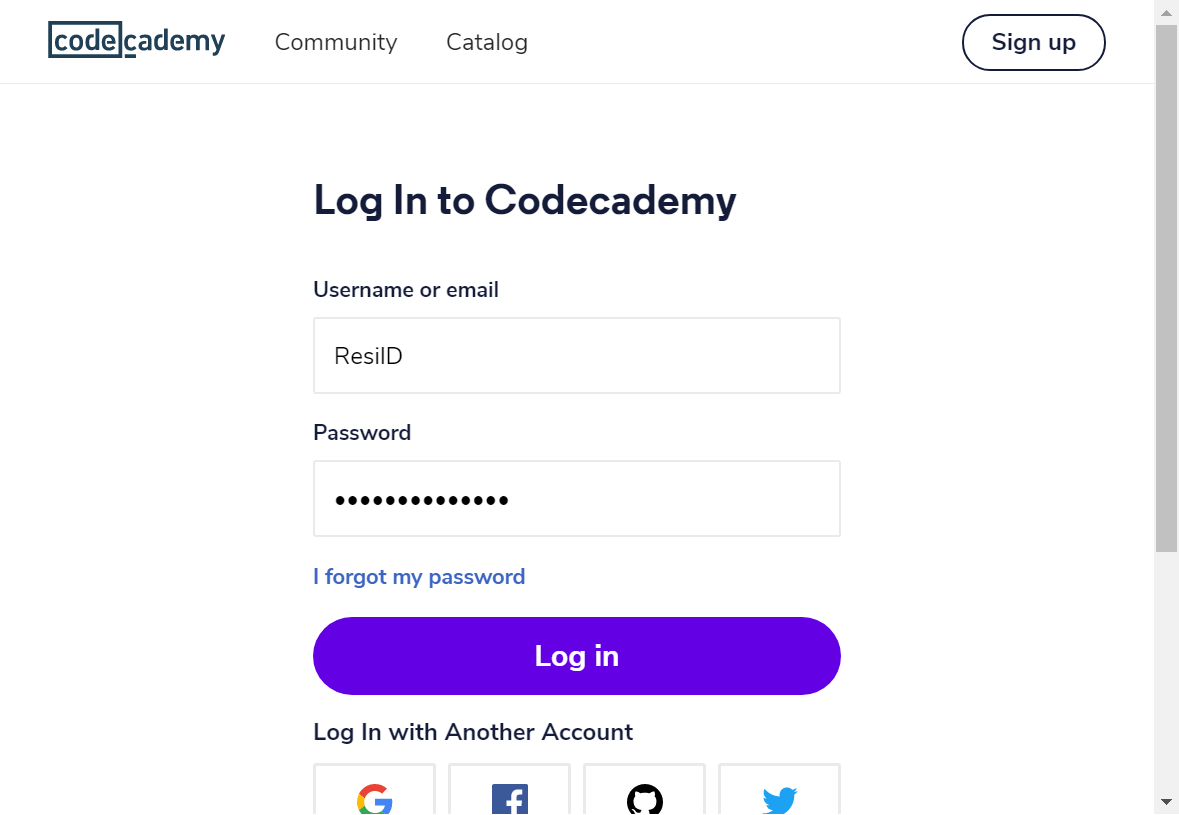 codecademy
Community
Catalog
Sign up
Log In to Codecademy
Username or email
ResilD
Password
••••••••••••••
I forgot my password
Log in
Log In with Another Account